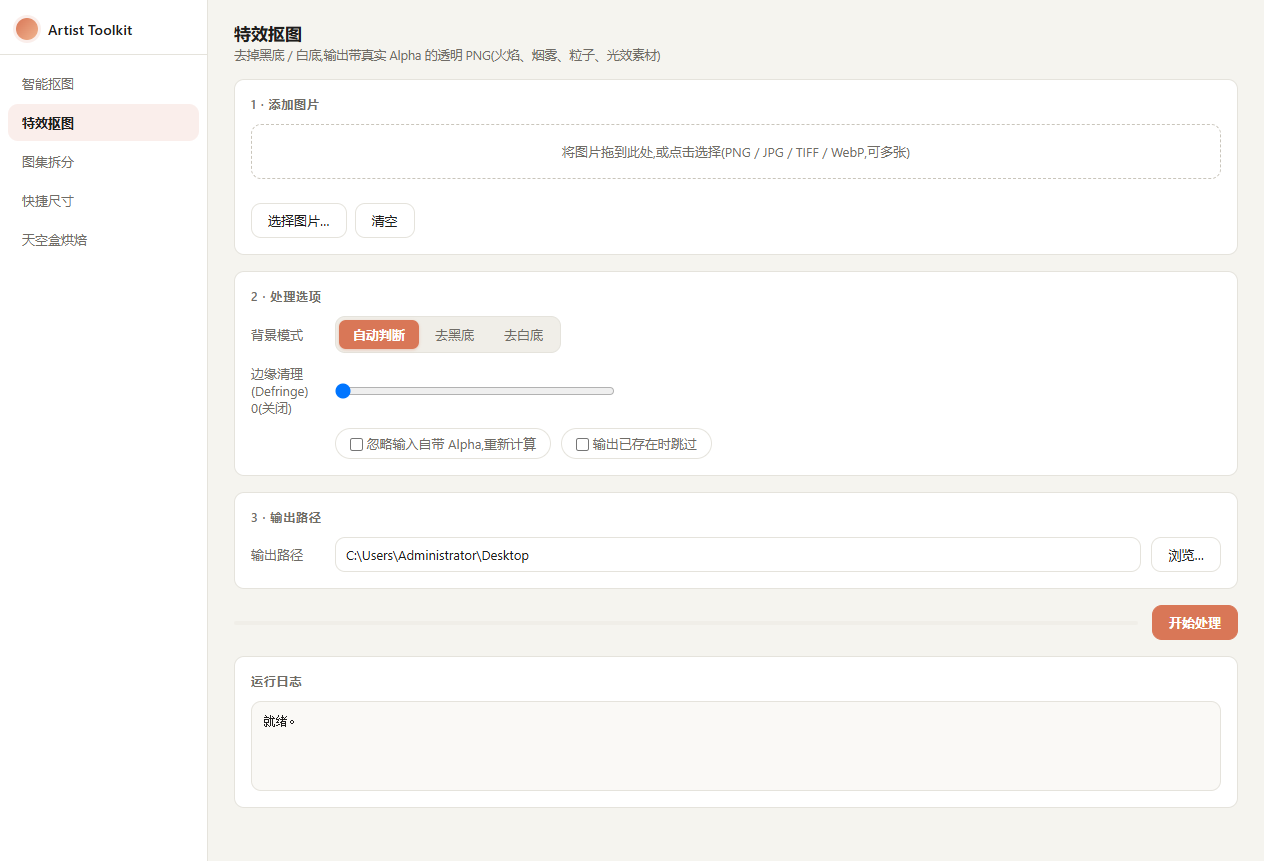 Artist Toolkit
智能抠图
特效抠图
图集拆分
快捷尺寸
天空盒烘焙
特效抠图
去掉黑底 / 白底,输出带真实 Alpha 的透明 PNG(火焰、烟雾、粒子、光效素材)
1 · 添加图片
将图片拖到此处,或点击选择(PNG / JPG / TIFF / WebP,可多张)
选择图片... 清空
2 · 处理选项
背景模式 自动判断 去黑底 去白底
边缘清理
(Defringe)
0(关闭)
忽略输入自带 Alpha,重新计算 输出已存在时跳过
3 · 输出路径
输出路径 C:\Users\Administrator\Desktop 浏览...
开始处理
运行日志
就绪。